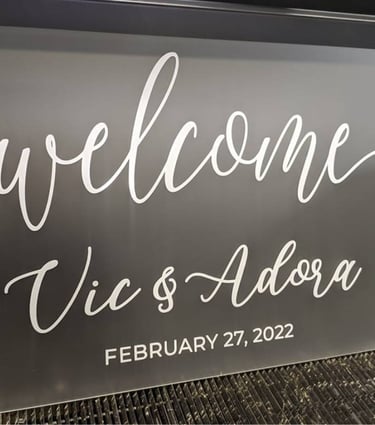 welcome
Vic & Adora
FEBRUARY 27, 2022